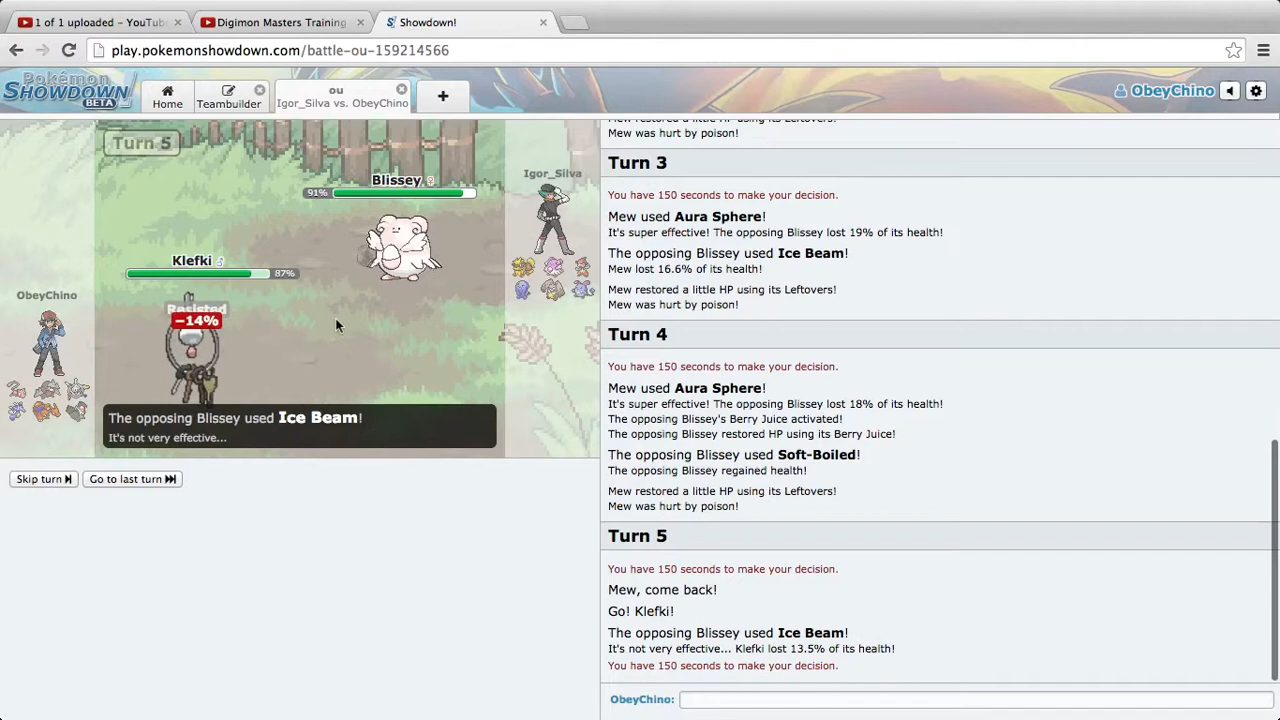 1 of 1 uploaded – YouTube
Digimon Masters Training
Showdown!
play.pokemonshowdown.com/battle-ou-159214566
Pokémon
Showdown
BETA
Home
Teambuilder
ou
Igor_Silva vs. ObeyChino
ObeyChino
Turn 5
Blissey
91%
Igor_Silva
Klefki
87%
ObeyChino
Resisted
−14%
The opposing Blissey used Ice Beam!
It's not very effective...
Skip turn
Go to last turn
Mew restored a little HP using its Leftovers!
Mew was hurt by poison!
Turn 3
You have 150 seconds to make your decision.
Mew used Aura Sphere!
It's super effective! The opposing Blissey lost 19% of its health!
The opposing Blissey used Ice Beam!
Mew lost 16.6% of its health!
Mew restored a little HP using its Leftovers!
Mew was hurt by poison!
Turn 4
You have 150 seconds to make your decision.
Mew used Aura Sphere!
It's super effective! The opposing Blissey lost 18% of its health!
The opposing Blissey's Berry Juice activated!
The opposing Blissey restored HP using its Berry Juice!
The opposing Blissey used Soft-Boiled!
The opposing Blissey regained health!
Mew restored a little HP using its Leftovers!
Mew was hurt by poison!
Turn 5
You have 150 seconds to make your decision.
Mew, come back!
Go! Klefki!
The opposing Blissey used Ice Beam!
It's not very effective... Klefki lost 13.5% of its health!
You have 150 seconds to make your decision.
ObeyChino: